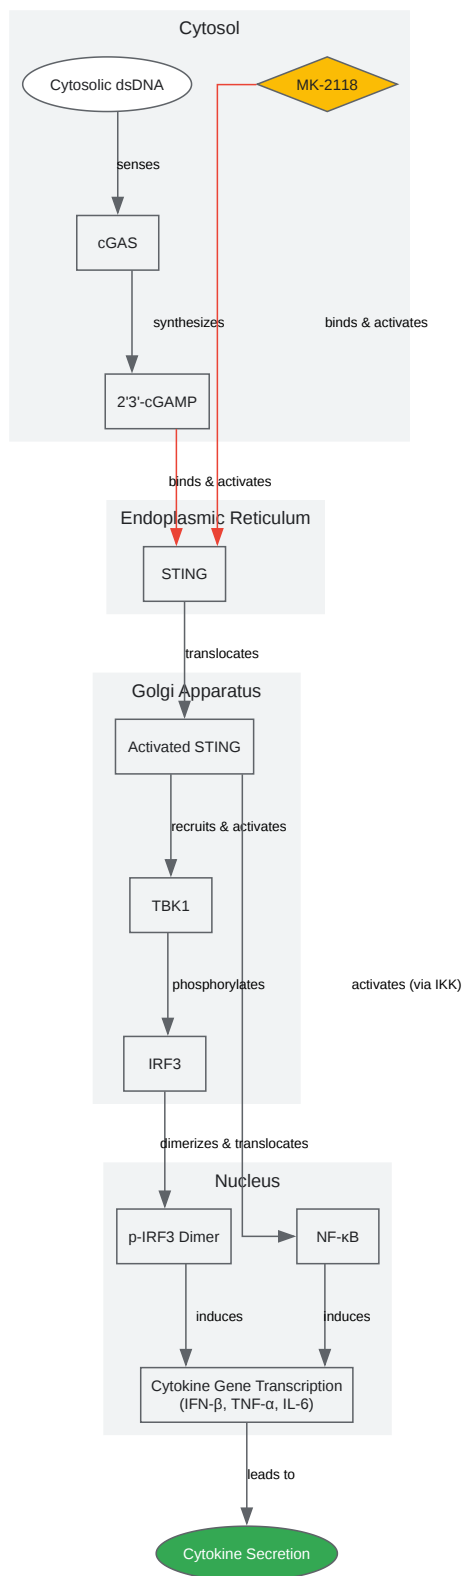 Cytosol
Cytosolic dsDNA
MK-2118
senses
cGAS
synthesizes
binds & activates
2'3'-cGAMP
binds & activates
Endoplasmic Reticulum
STING
translocates
Golgi Apparatus
Activated STING
recruits & activates
TBK1
phosphorylates
activates (via IKK)
IRF3
dimerizes & translocates
Nucleus
p-IRF3 Dimer
NF-κB
induces
induces
Cytokine Gene Transcription
(IFN-β, TNF-α, IL-6)
leads to
Cytokine Secretion